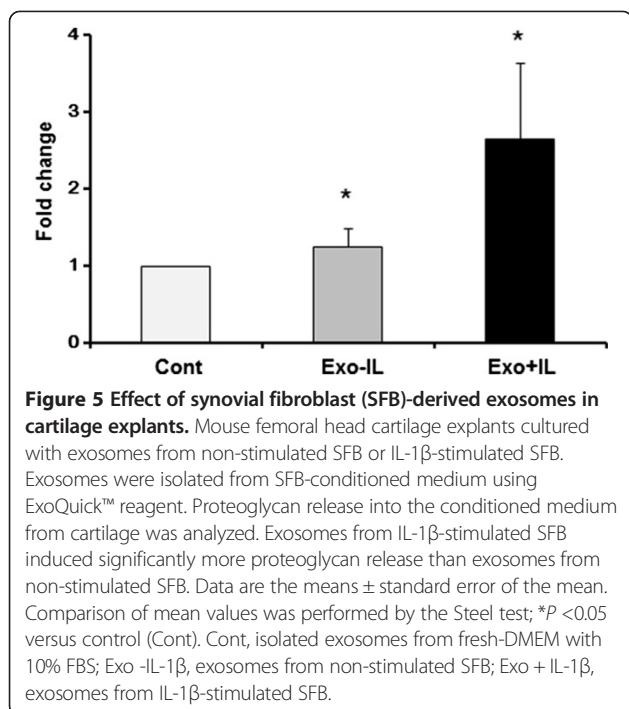 4
*
3
*
2
1
0
Fold change
Cont Exo-IL Exo+IL
Figure 5 Effect of synovial fibroblast (SFB)-derived exosomes in
cartilage explants. Mouse femoral head cartilage explants cultured
with exosomes from non-stimulated SFB or IL-1β-stimulated SFB.
Exosomes were isolated from SFB-conditioned medium using
ExoQuick™ reagent. Proteoglycan release into the conditioned medium
from cartilage was analyzed. Exosomes from IL-1β-stimulated SFB
induced significantly more proteoglycan release than exosomes from
non-stimulated SFB. Data are the means ± standard error of the mean.
Comparison of mean values was performed by the Steel test; *P <0.05
versus control (Cont). Cont, isolated exosomes from fresh-DMEM with
10% FBS; Exo -IL-1β, exosomes from non-stimulated SFB; Exo + IL-1β,
exosomes from IL-1β-stimulated SFB.